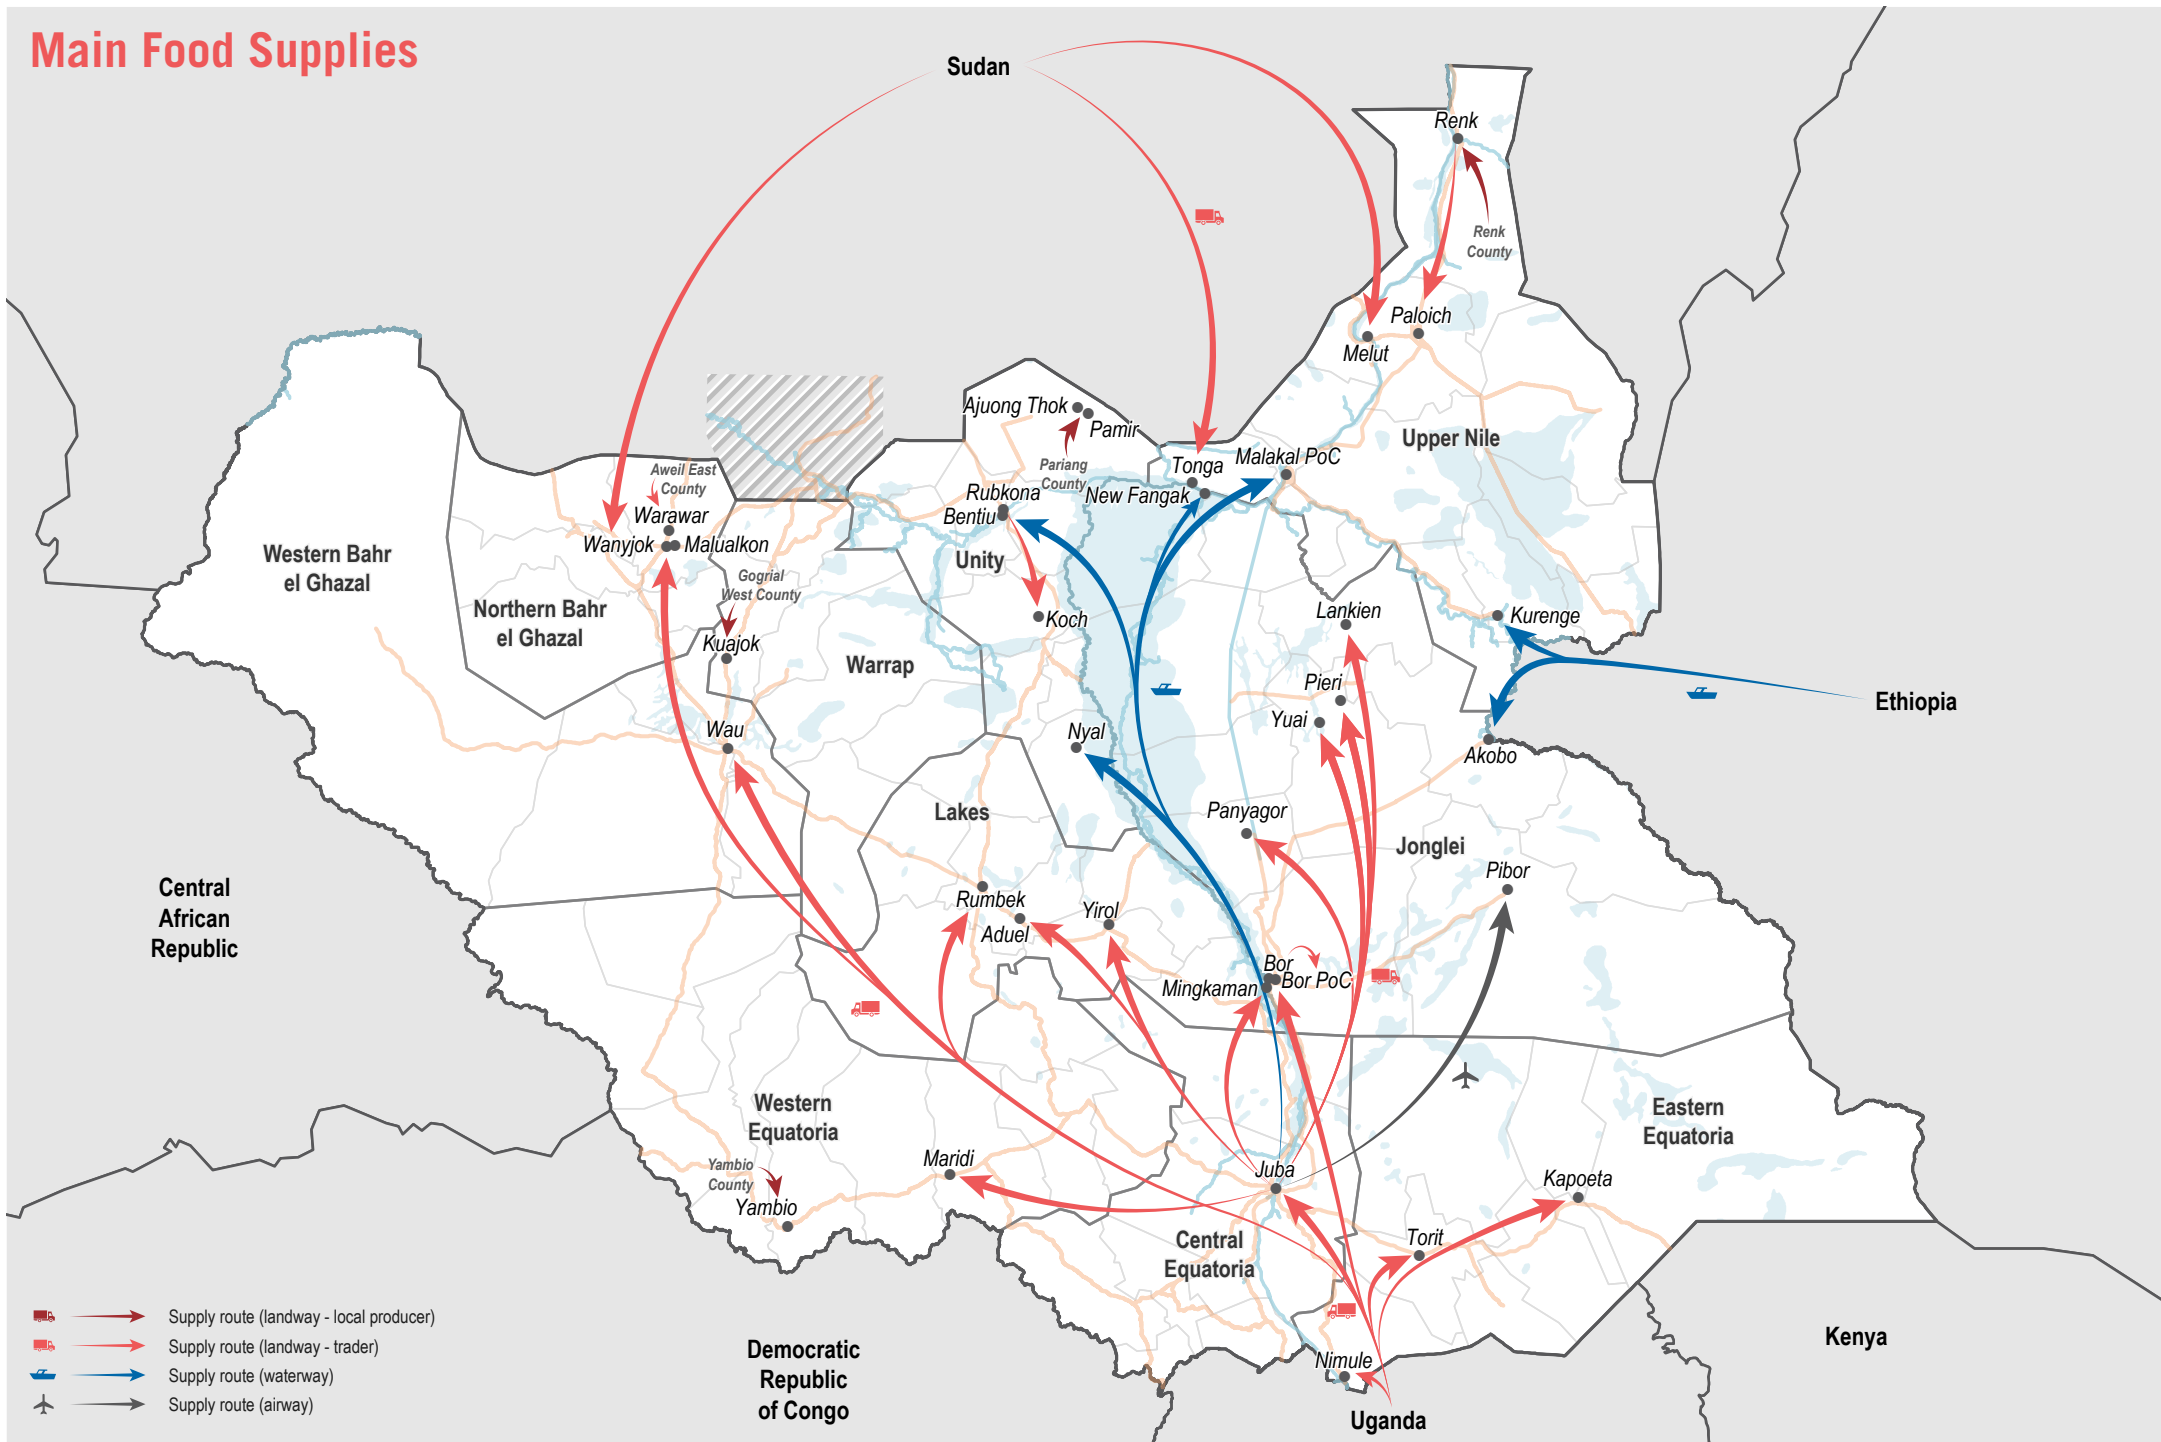 Main Food Supplies
Sudan
Renk
Renk
County
Paloich
Melut
Ajuong Thok
Pamir
Upper Nile
Pariang
County
Tonga
Malakal PoC
New Fangak
Aweil East
County
Warawar
Wanyjok
Malualkon
Rubkona
Bentiu
Unity
Western Bahr
el Ghazal
Northern Bahr
el Ghazal
Gogrial
West County
Kuajok
Koch
Lankien
Kurenge
Warrap
Pieri
Yuai
Ethiopia
Wau
Nyal
Akobo
Lakes
Panyagor
Jonglei
Pibor
Central
African
Republic
Rumbek
Aduel
Yirol
Bor
Bor PoC
Mingkaman
Western
Equatoria
Eastern
Equatoria
Yambio
County
Yambio
Maridi
Juba
Kapoeta
Torit
Central
Equatoria
Supply route (landway - local producer)
Supply route (landway - trader)
Supply route (waterway)
Supply route (airway)
Democratic
Republic
of Congo
Nimule
Uganda
Kenya